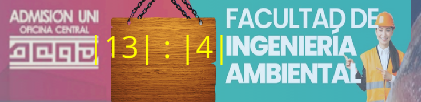 ADMISION UNI
OFICINA CENTRAL
|13| : |4|
FACULTAD DE
INGENIERÍA
AMBIENTAL